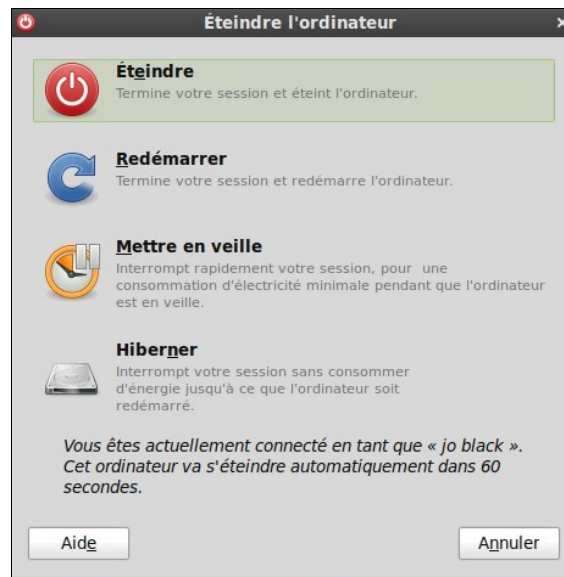 Éteindre l'ordinateur
Éteindre
Termine votre session et éteint l'ordinateur.
Redémarrer
Termine votre session et redémarre l'ordinateur.
Mettre en veille
Interrompt rapidement votre session, pour une
consommation d'électricité minimale pendant que l'ordinateur
est en veille.
Hiberner
Interrompt votre session sans consommer
d'énergie jusqu'à ce que l'ordinateur soit
redémarré.
Vous êtes actuellement connecté en tant que « jo black ».
Cet ordinateur va s'éteindre automatiquement dans 60
secondes.
Aide
Annuler